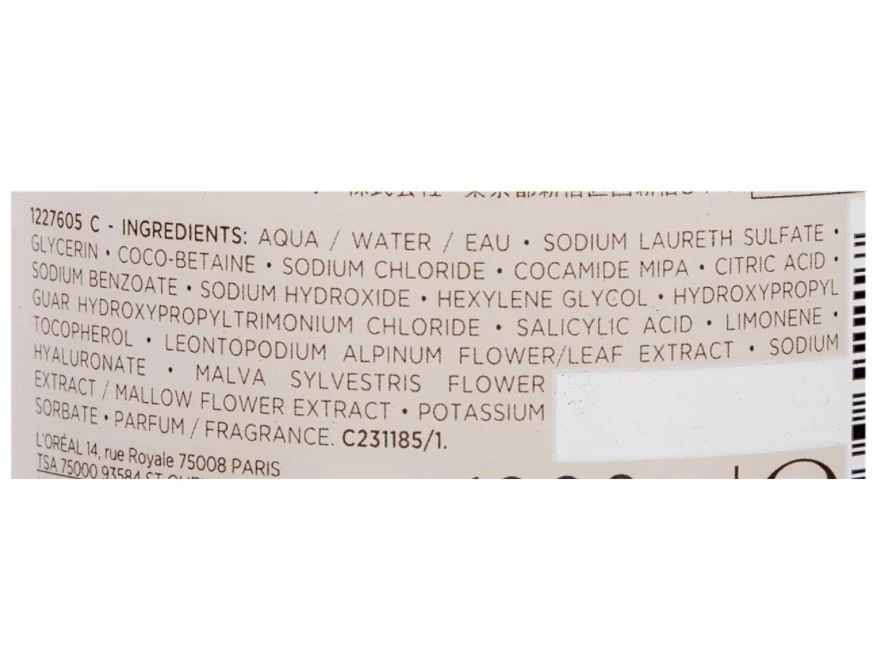 1227605 C - INGREDIENTS: AQUA / WATER / EAU • SODIUM LAURETH SULFATE •
GLYCERIN • COCO-BETAINE • SODIUM CHLORIDE • COCAMIDE MIPA • CITRIC ACID •
SODIUM BENZOATE • SODIUM HYDROXIDE • HEXYLENE GLYCOL • HYDROXYPROPYL
GUAR HYDROXYPROPYLTRIMONIUM CHLORIDE • SALICYLIC ACID • LIMONENE •
TOCOPHEROL • LEONTOPODIUM ALPINUM FLOWER/LEAF EXTRACT • SODIUM
HYALURONATE • MALVA SYLVESTRIS FLOWER
EXTRACT / MALLOW FLOWER EXTRACT • POTASSIUM
SORBATE • PARFUM / FRAGRANCE. C231185/1.
L'ORÉAL 14, rue Royale 75008 PARIS
TSA 75000 93584